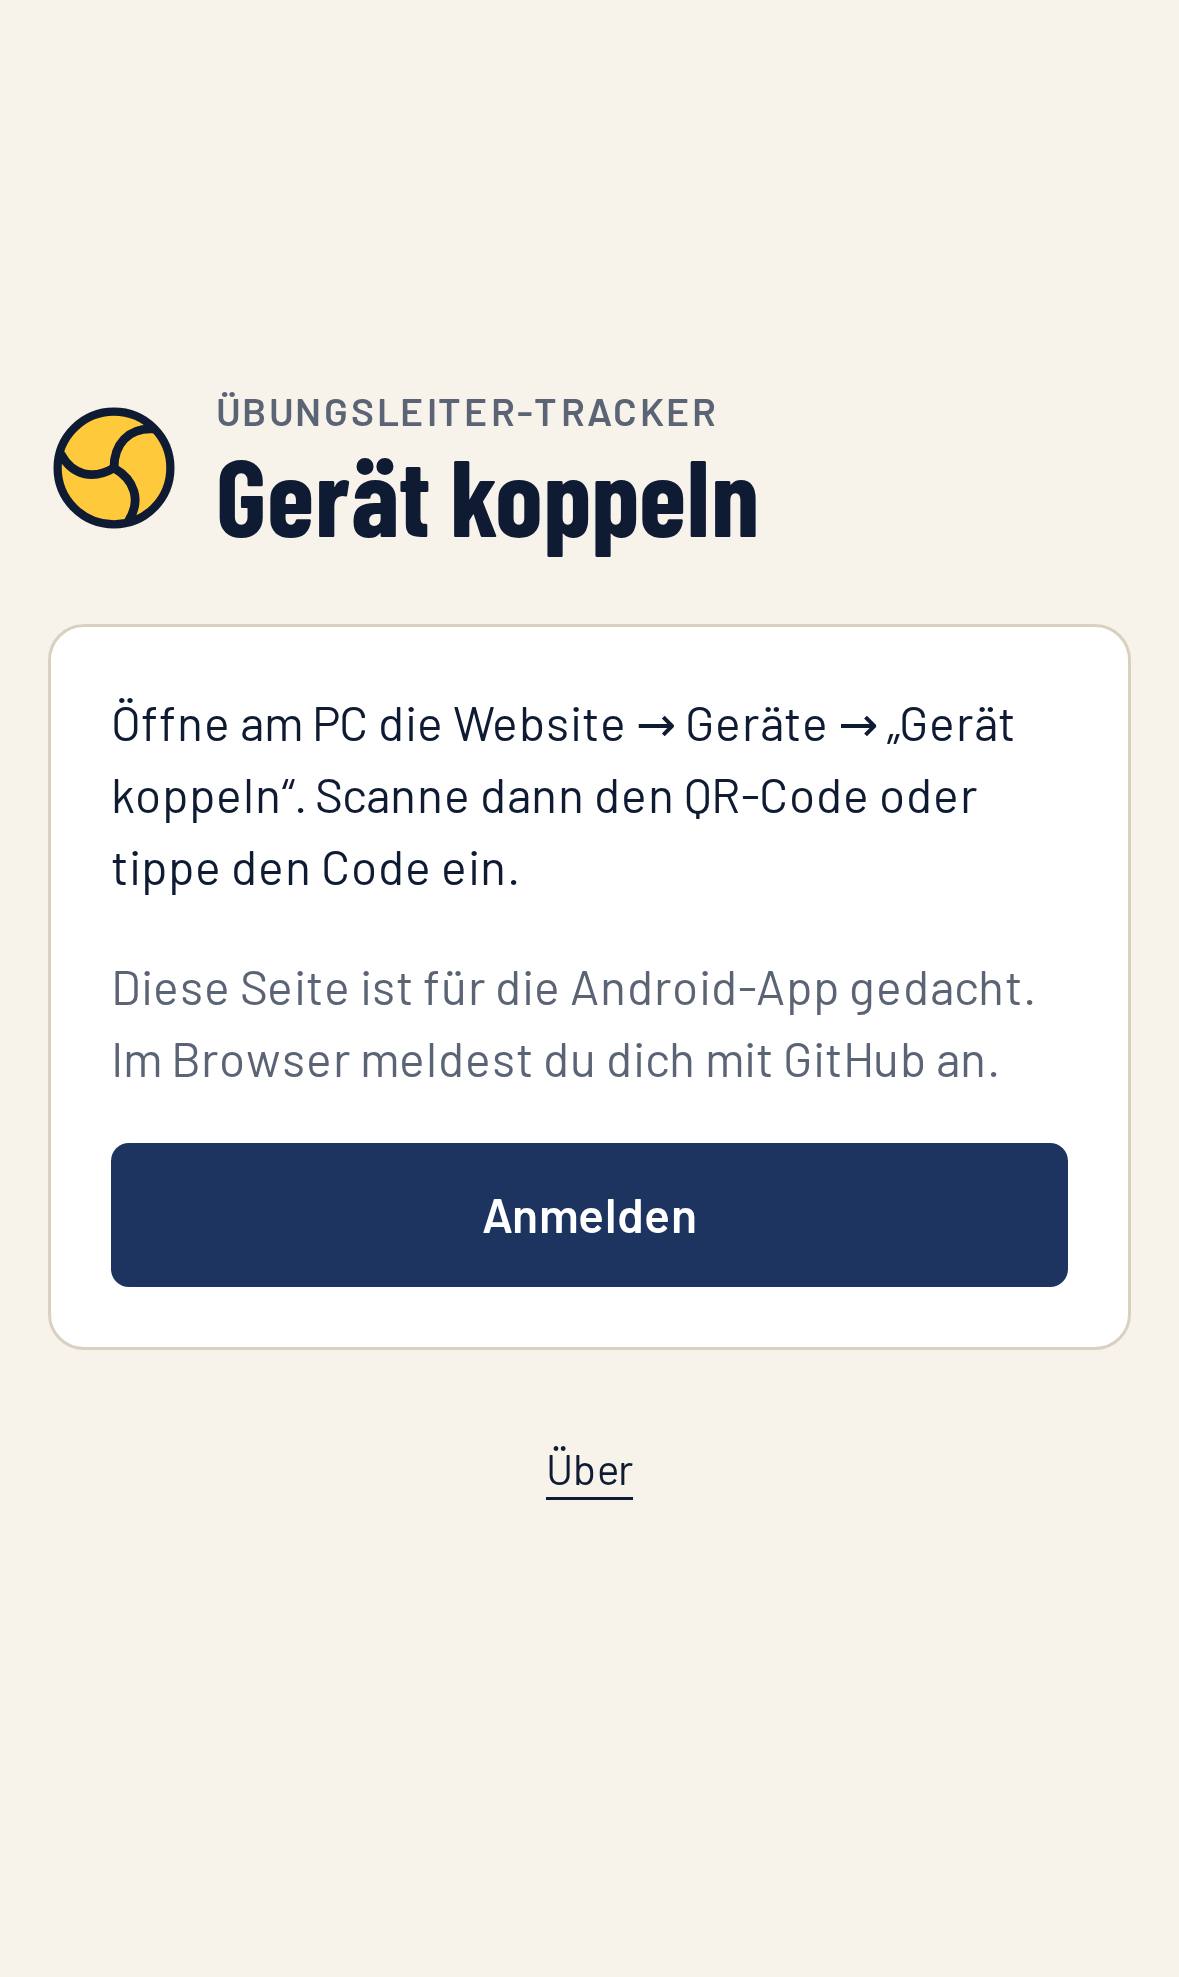 ÜBUNGSLEITER-TRACKER
Gerät koppeln
Öffne am PC die Website → Geräte → „Gerät
koppeln“. Scanne dann den QR-Code oder
tippe den Code ein.
Diese Seite ist für die Android-App gedacht.
Im Browser meldest du dich mit GitHub an.
Anmelden
Über